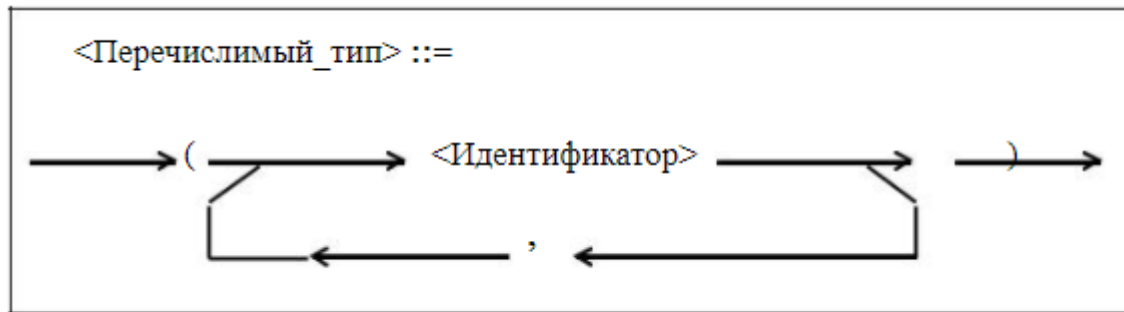 <Перечислимый_тип> ::=
( <Идентификатор> )
,